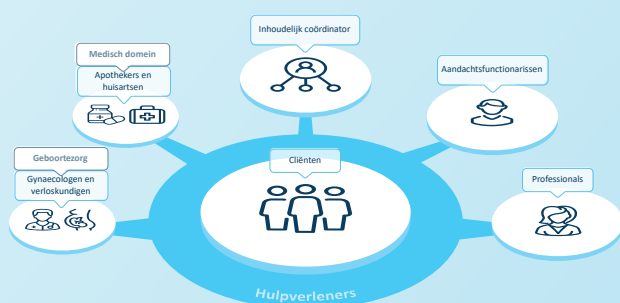 Inhoudelijk coördinator
Medisch domein
Apothekers en
huisartsen
Aandachtsfunctionarissen
Geboortezorg
Gynaecologen en
verloskundigen
Cliënten
Professionals
Hulpverleners